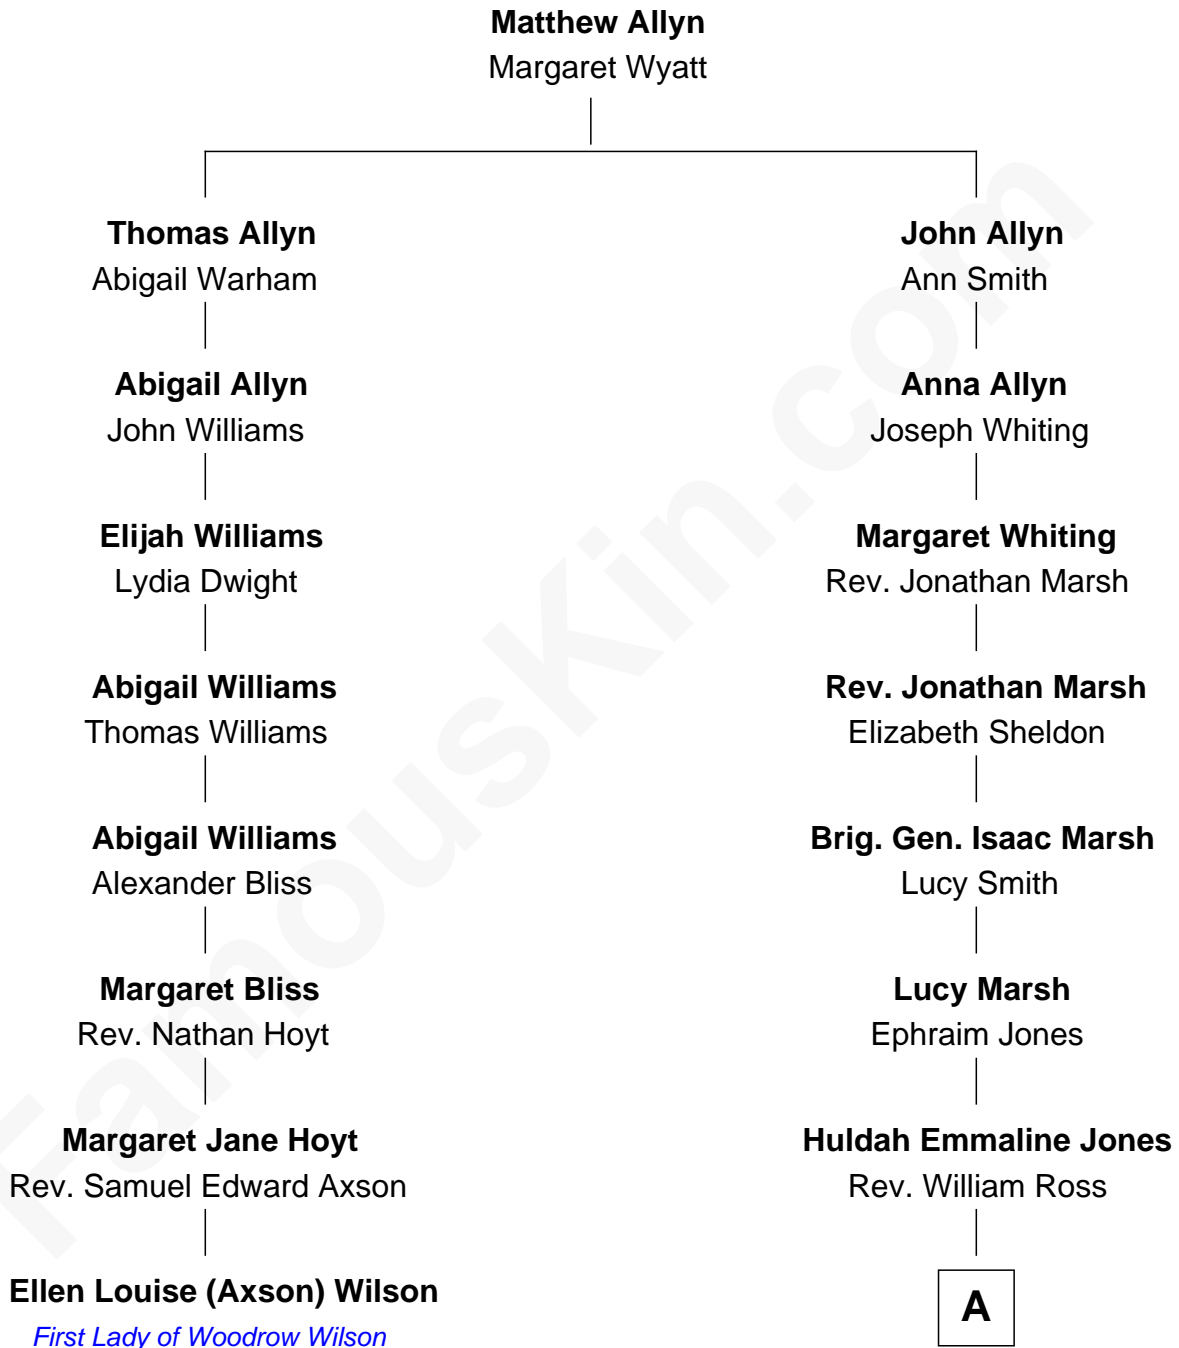 Matthew Allyn
Margaret Wyatt
Thomas Allyn
Abigail Warham
John Allyn
Ann Smith
Abigail Allyn
John Williams
Anna Allyn
Joseph Whiting
Elijah Williams
Lydia Dwight
Margaret Whiting
Rev. Jonathan Marsh
Abigail Williams
Thomas Williams
Rev. Jonathan Marsh
Elizabeth Sheldon
Abigail Williams
Alexander Bliss
Brig. Gen. Isaac Marsh
Lucy Smith
Margaret Bliss
Rev. Nathan Hoyt
Lucy Marsh
Ephraim Jones
Margaret Jane Hoyt
Rev. Samuel Edward Axson
Huldah Emmaline Jones
Rev. William Ross
Ellen Louise (Axson) Wilson
First Lady of Woodrow Wilson
A
FamousKin.com